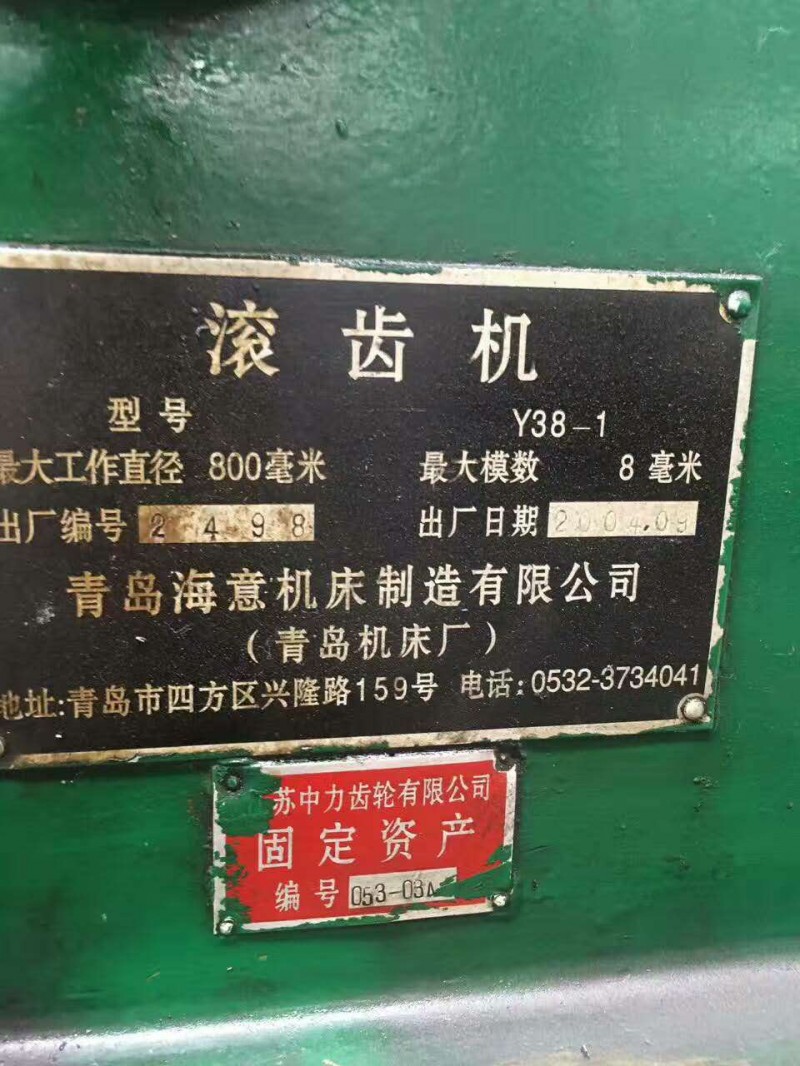 滚齿机
型号 Y38-1
最大工作直径 800毫米 最大模数 8毫米
出厂编号 2498 出厂日期 2004.09
青岛海意机床制造有限公司
（青岛机床厂）
地址:青岛市四方区兴隆路159号 电话:0532-3734041
苏中力齿轮有限公司
固定资产
编号 053-03A